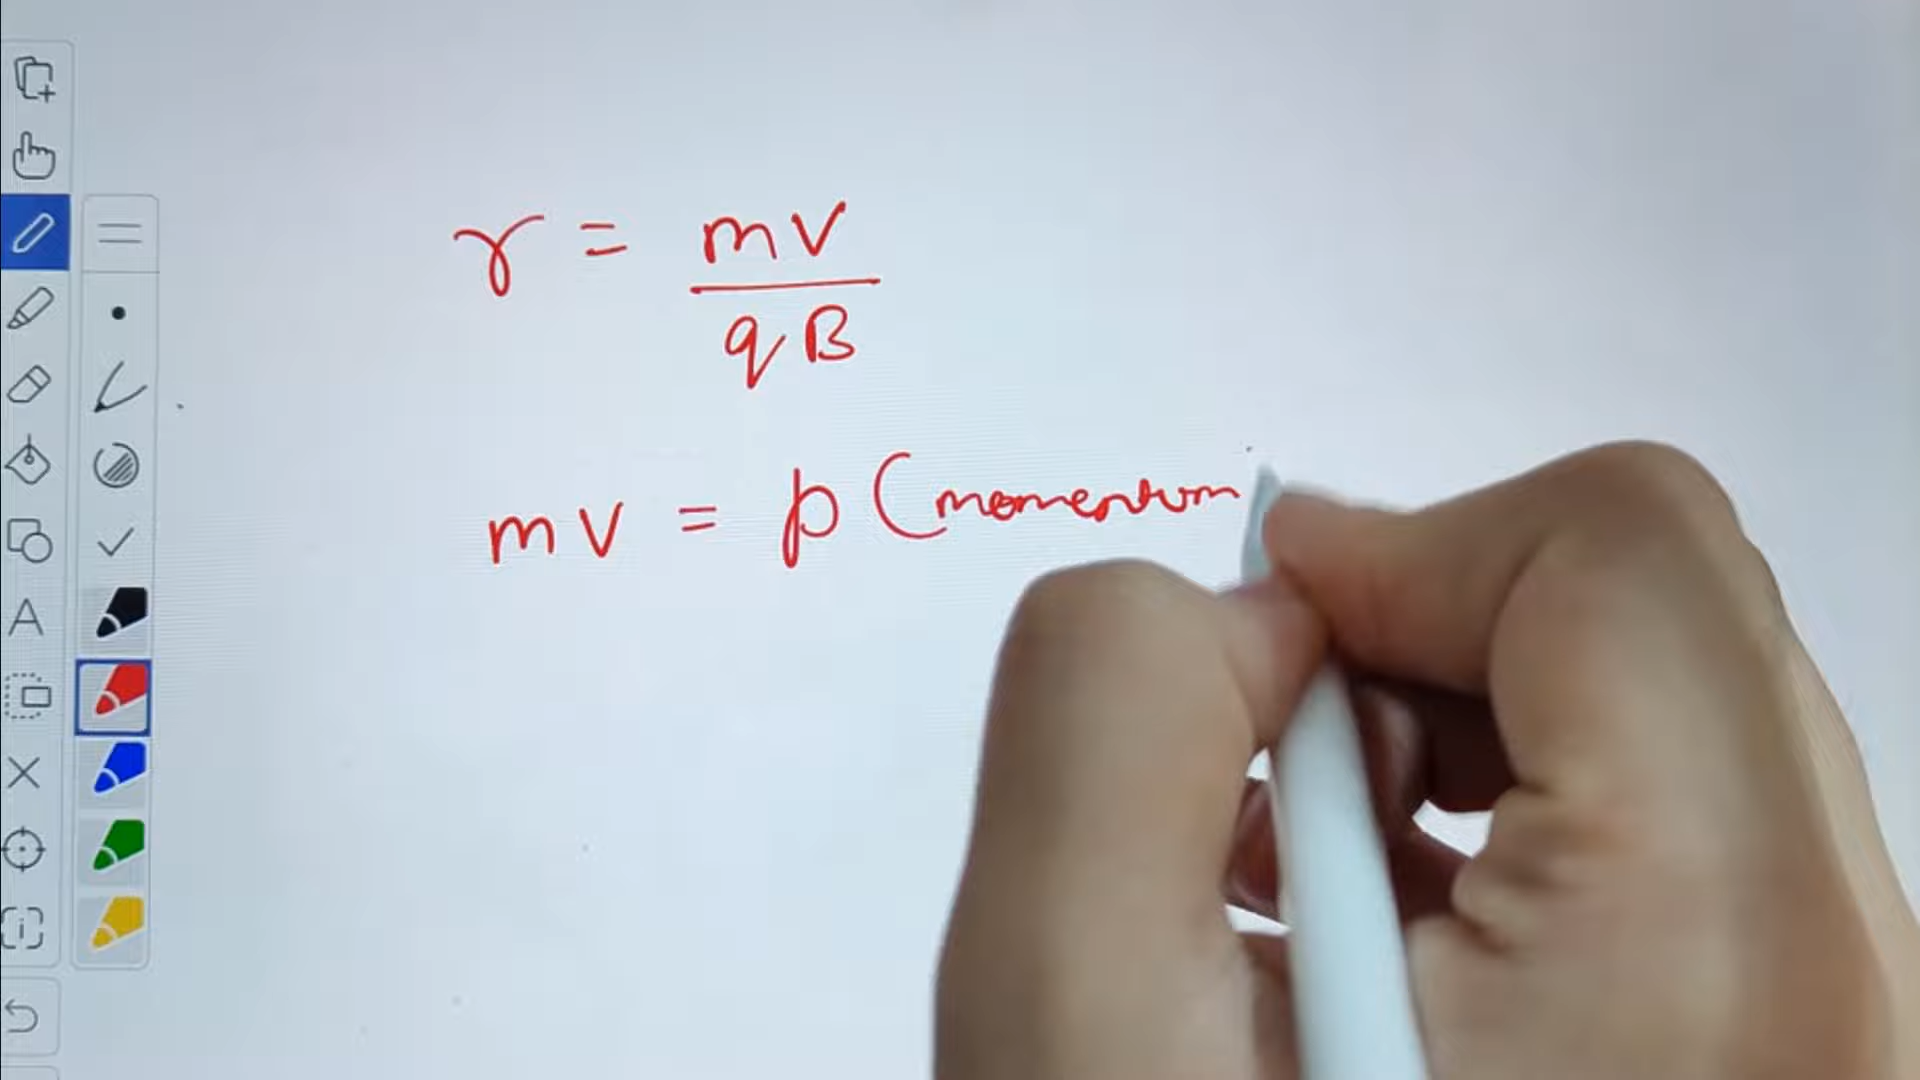 r = mv / qB
mv = p (momentum
A